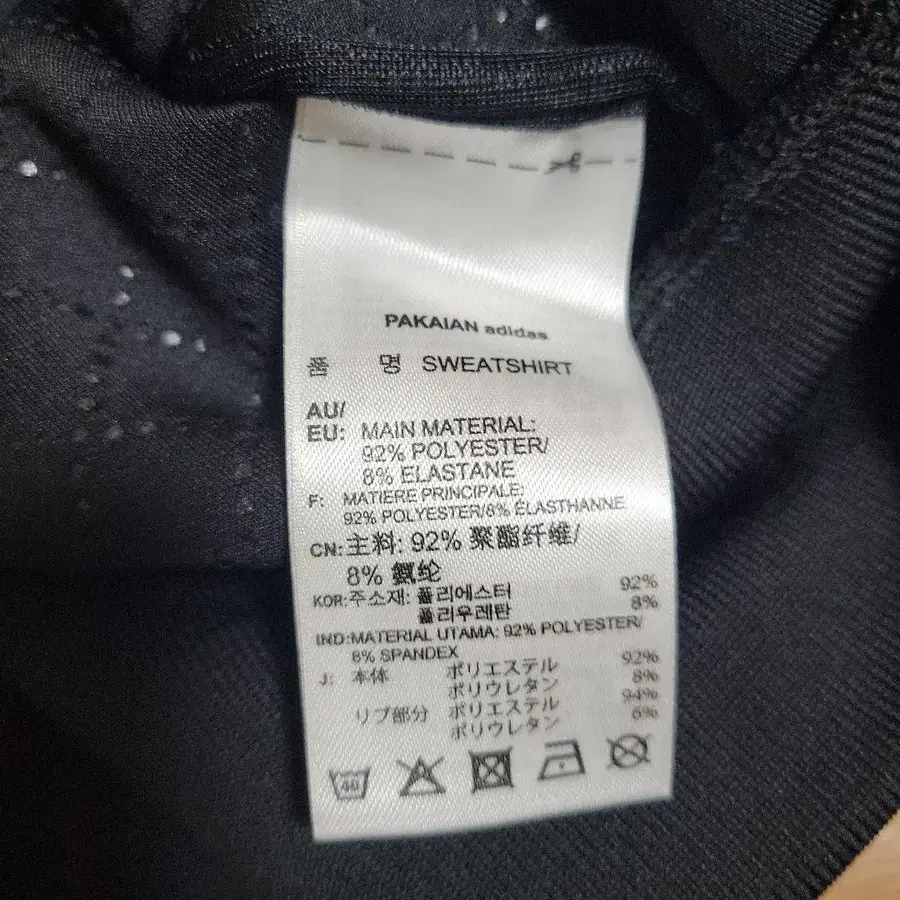 PAKAIAN adidas
품 명 SWEATSHIRT
AU/
EU: MAIN MATERIAL:
92% POLYESTER/
8% ELASTANE
F: MATIERE PRINCIPALE:
92% POLYESTER/8% ÉLASTHANNE
CN: 主料: 92% 聚酯纤维/
8% 氨纶
KOR: 주소재: 폴리에스터 92%
폴리우레탄 8%
IND: MATERIAL UTAMA: 92% POLYESTER/
8% SPANDEX
J: 本体 ポリエステル 92%
ポリウレタン 8%
リブ部分 ポリエステル 94%
ポリウレタン 6%
40